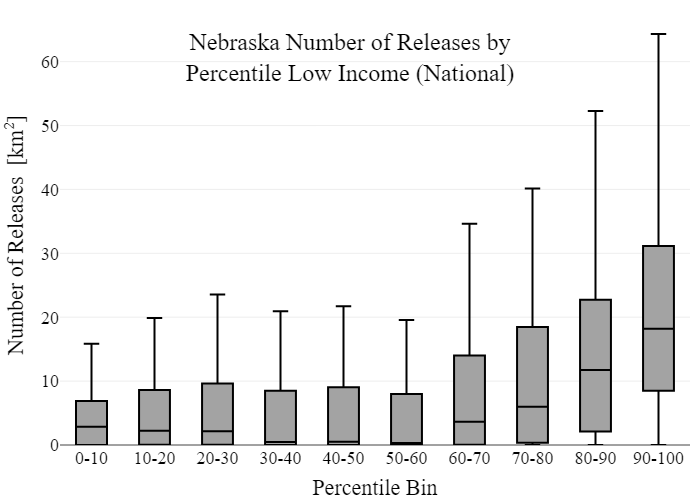 Nebraska Number of Releases by
Percentile Low Income (National)
Number of Releases [km²]
60
50
40
30
20
10
0
0-10 10-20 20-30 30-40 40-50 50-60 60-70 70-80 80-90 90-100
Percentile Bin